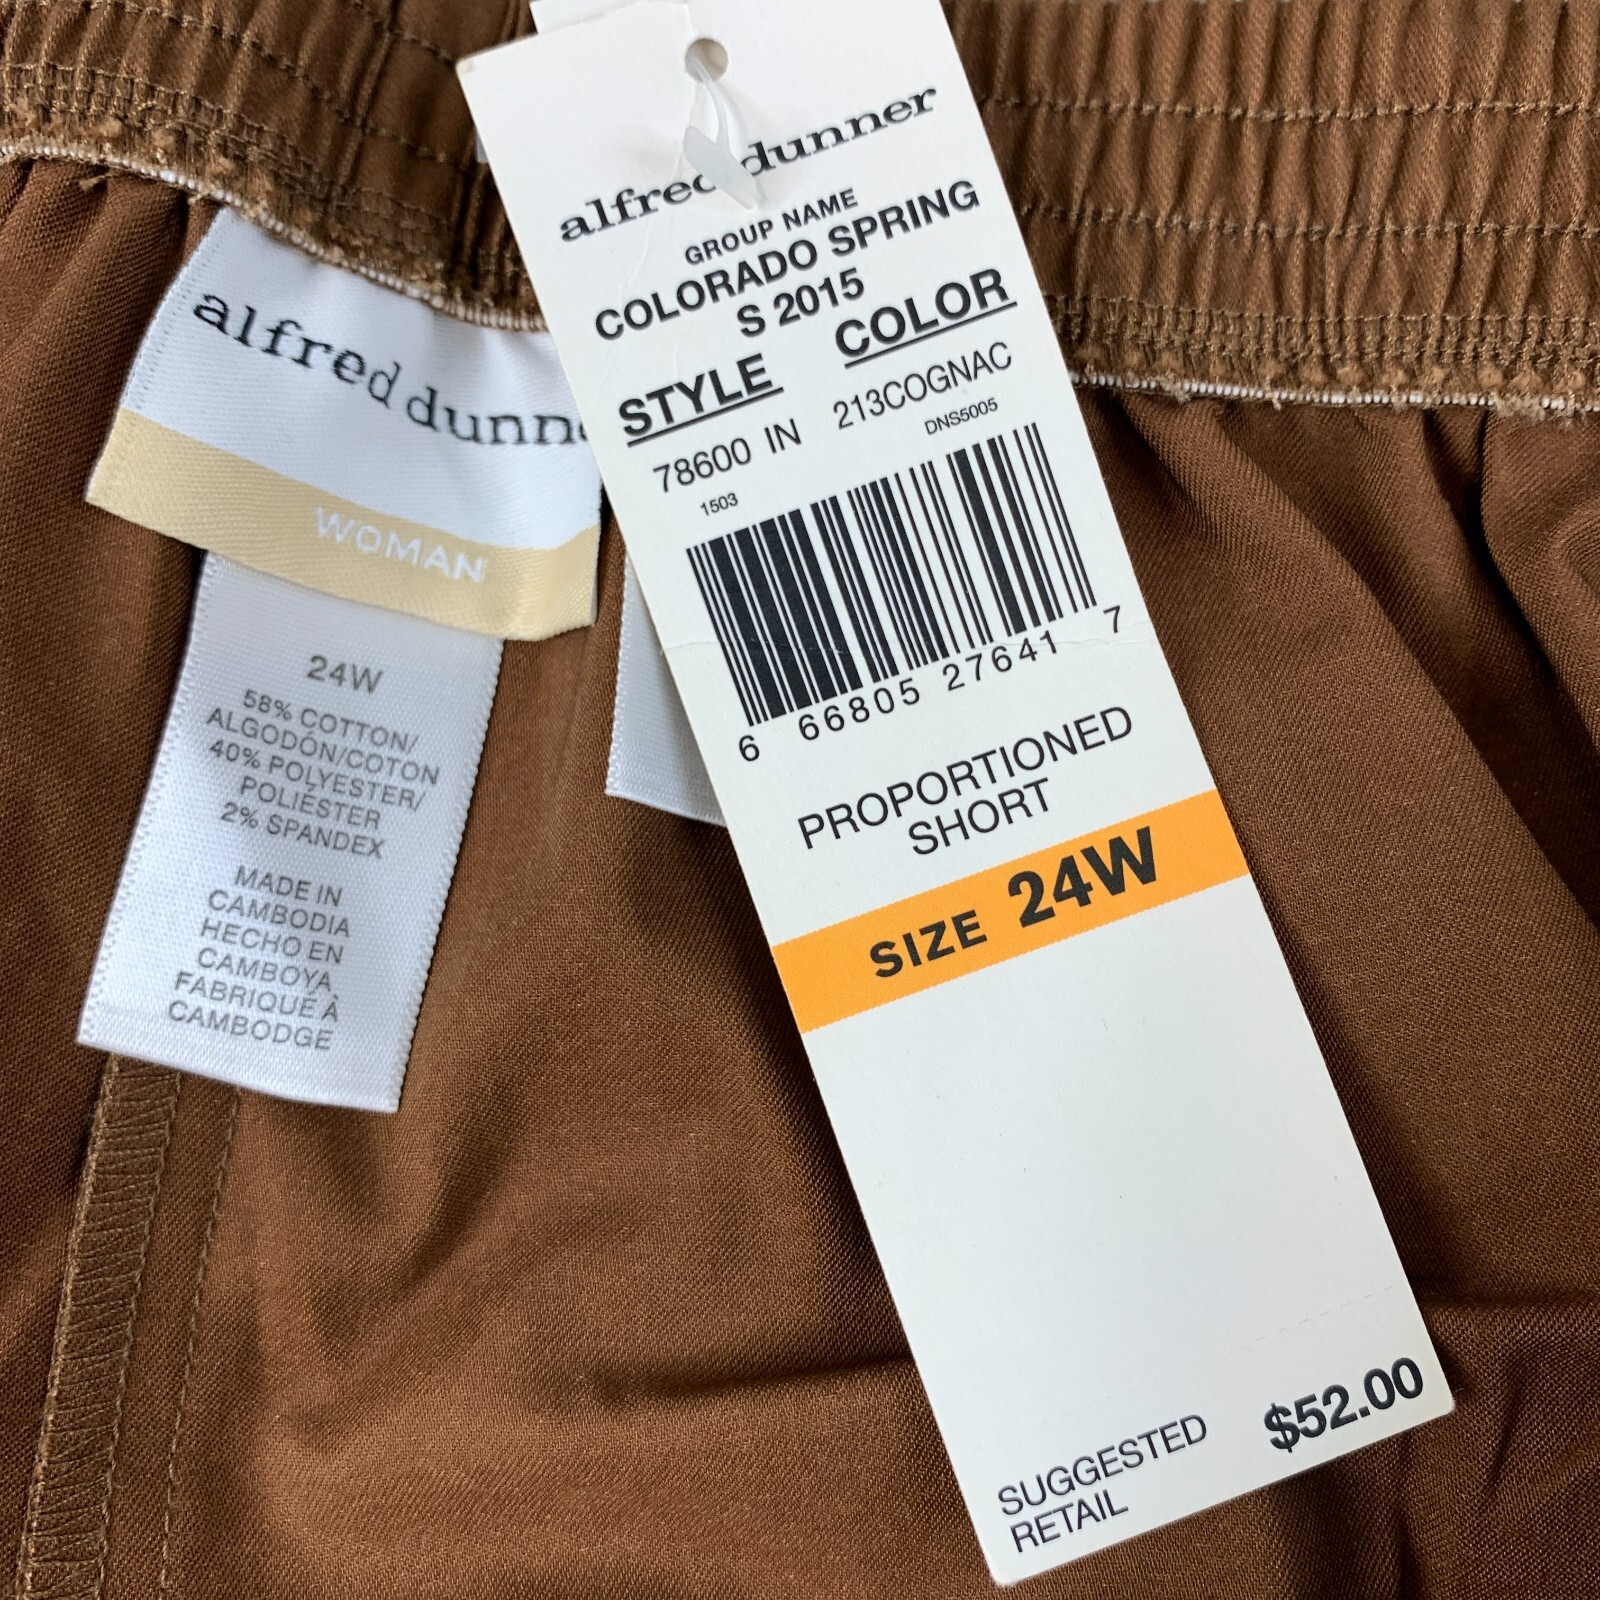 alfred dunner
GROUP NAME
COLORADO SPRING
S 2015
STYLE COLOR
78600 IN 213COGNAC
1503 DNS5005
6 66805 27641 7
PROPORTIONED
SHORT
SIZE 24W
SUGGESTED
RETAIL
$52.00
alfred dunne
WOMAN
24W
58% COTTON/
ALGODÓN/COTON
40% POLYESTER/
POLIÉSTER
2% SPANDEX
MADE IN
CAMBODIA
HECHO EN
CAMBOYA
FABRIQUÉ À
CAMBODGE